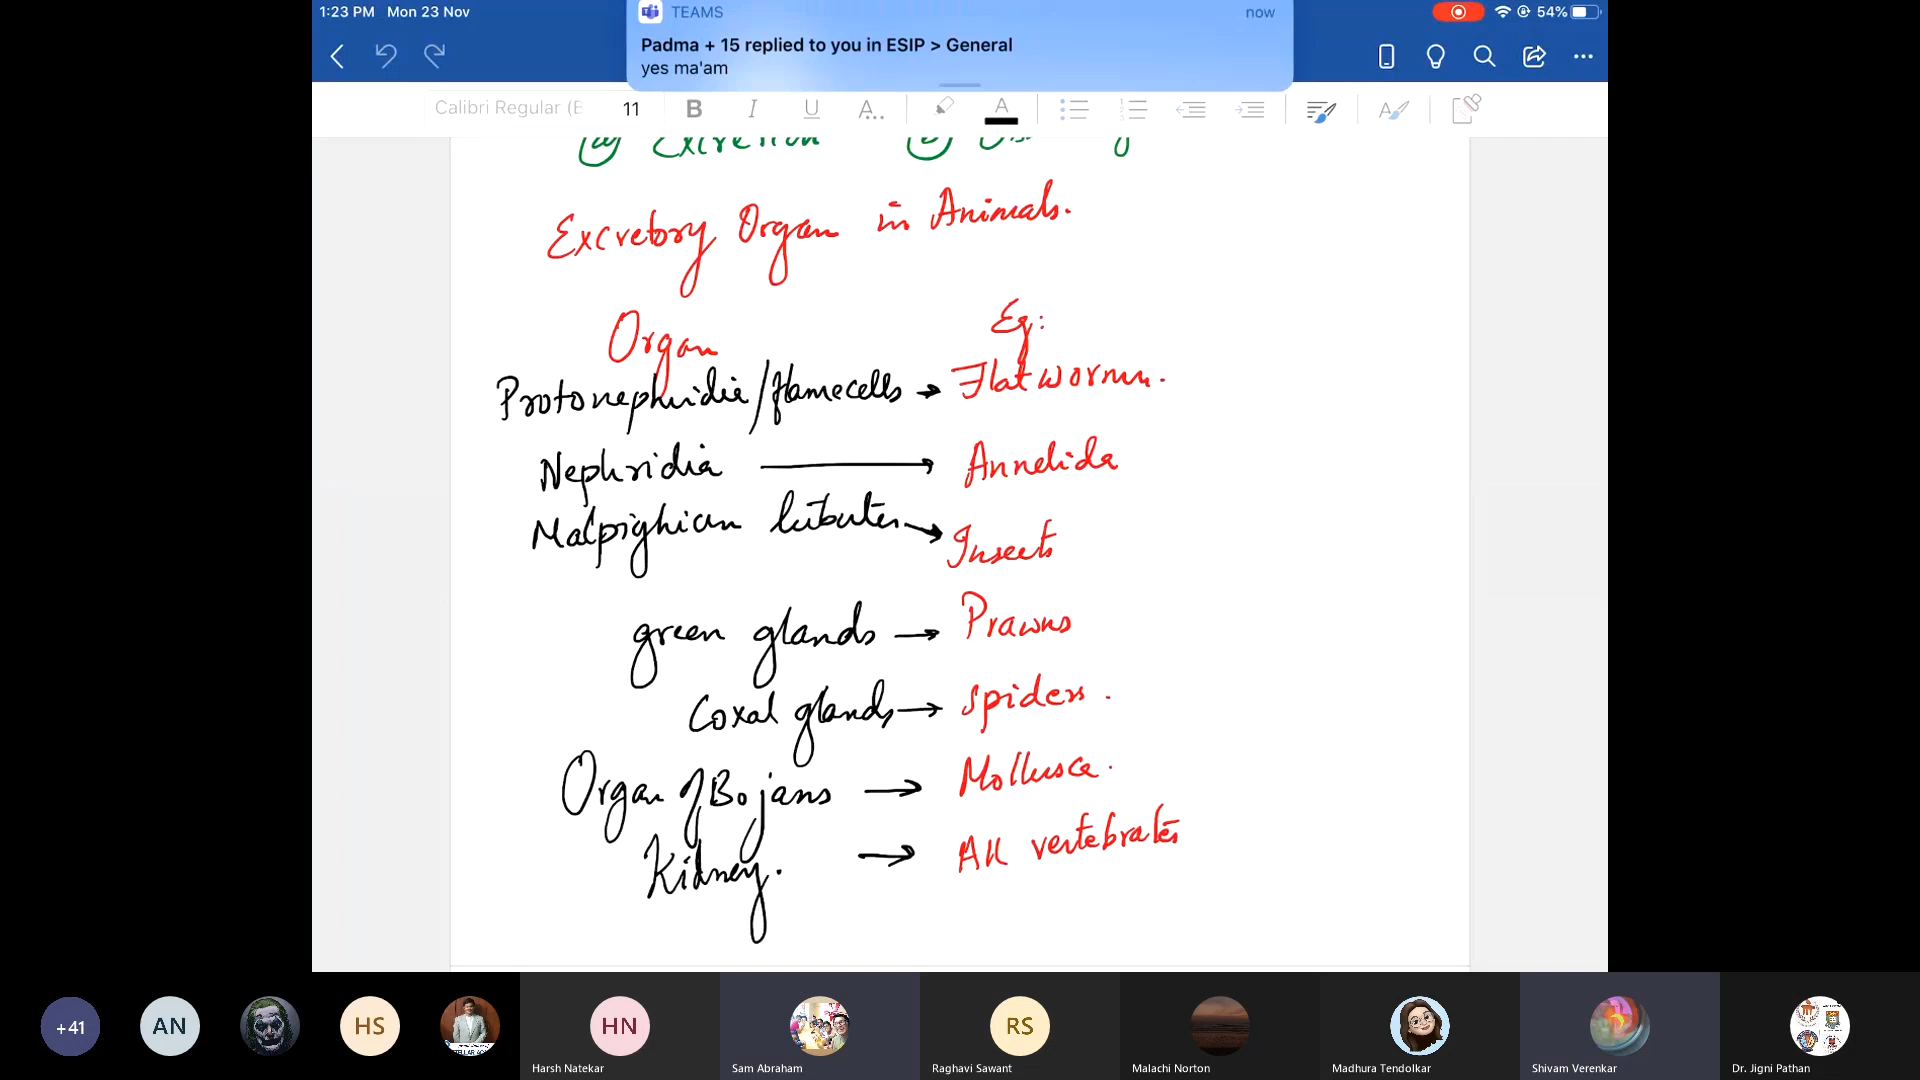 1:23 PM Mon 23 Nov
TEAMS now
54%
Padma + 15 replied to you in ESIP > General
yes ma'am
Calibri Regular (E 11 B I U A... A
Excretion
Excretory Organ in Animals.
Organ Eg:
Protonephridia/flamecells → Flatworm.
Nephridia → Annelida
Malpighian tubules → Insects
green glands → Prawns
Coxal glands → Spiders.
Organ of Bojans → Mollusca.
Kidney. → All vertebrates
+41 AN HS HN RS
Harsh Natekar Sam Abraham Raghavi Sawant Malachi Norton Madhura Tendolkar Shivam Verenkar Dr. Jigni Pathan